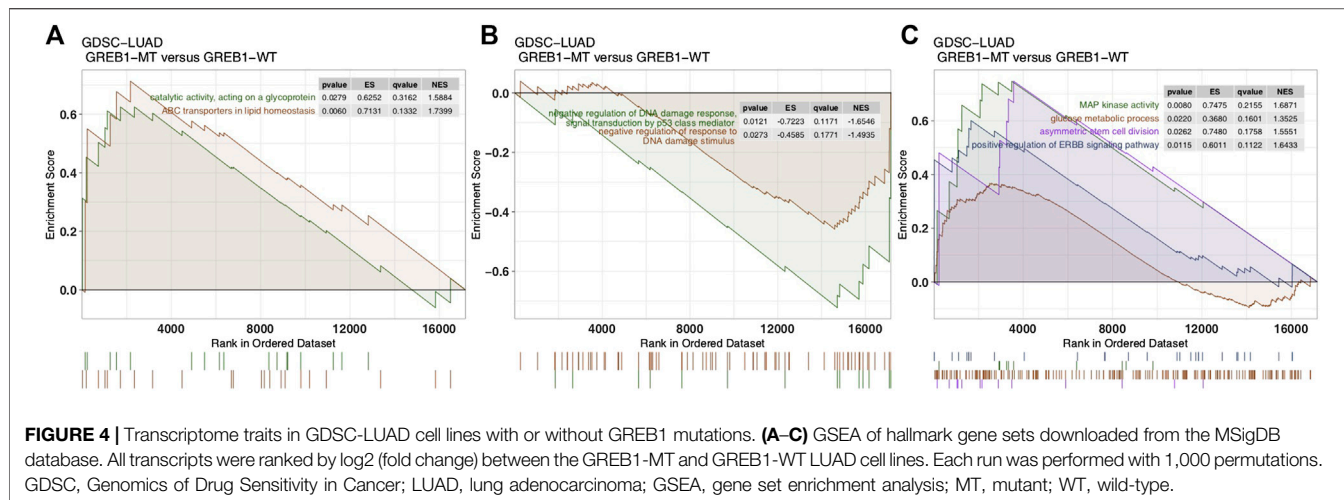 A
GDSC-LUAD
GREB1-MT versus GREB1-WT
pvalue ES qvalue NES
catalytic activity, acting on a glycoprotein 0.0279 0.6252 0.3162 1.5884
ABC transporters in lipid homeostasis 0.0060 0.7131 0.1332 1.7399
Enrichment Score
0.6
0.4
0.2
0.0
4000 8000 12000 16000
Rank in Ordered Dataset
B
GDSC-LUAD
GREB1-MT versus GREB1-WT
pvalue ES qvalue NES
negative regulation of DNA damage response,
signal transduction by p53 class mediator 0.0121 -0.7223 0.1171 -1.6546
negative regulation of response to
DNA damage stimulus 0.0273 -0.4585 0.1771 -1.4935
Enrichment Score
0.0
-0.2
-0.4
-0.6
4000 8000 12000 16000
Rank in Ordered Dataset
C
GDSC-LUAD
GREB1-MT versus GREB1-WT
pvalue ES qvalue NES
MAP kinase activity 0.0080 0.7475 0.2155 1.6871
glucose metabolic process 0.0220 0.3680 0.1601 1.3525
asymmetric stem cell division 0.0262 0.7480 0.1758 1.5551
positive regulation of ERBB signaling pathway 0.0115 0.6011 0.1122 1.6433
Enrichment Score
0.6
0.4
0.2
0.0
4000 8000 12000 16000
Rank in Ordered Dataset
FIGURE 4 | Transcriptome traits in GDSC-LUAD cell lines with or without GREB1 mutations. (A–C) GSEA of hallmark gene sets downloaded from the MSigDB
database. All transcripts were ranked by log2 (fold change) between the GREB1-MT and GREB1-WT LUAD cell lines. Each run was performed with 1,000 permutations.
GDSC, Genomics of Drug Sensitivity in Cancer; LUAD, lung adenocarcinoma; GSEA, gene set enrichment analysis; MT, mutant; WT, wild-type.